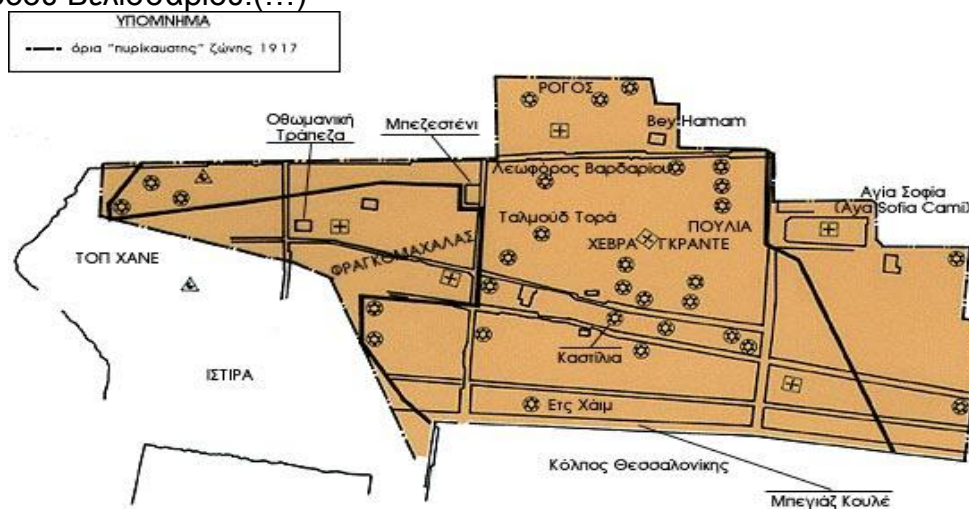 ΥΠΟΜΝΗΜΑ
όρια "πυρίκαυστης" ζώνης 1917
ΡΟΓΟΣ
Οθωμανική
Τράπεζα
Μπεζεστένι
Bey Hamam
Λεωφόρος Βαρδαρίου
Αγία Σοφία
(Aya Sofia Cami)
Ταλμούδ Τορά
ΠΟΥΛΙΑ
ΧΕΒΡΑ ΓΚΡΑΝΤΕ
ΤΟΠ ΧΑΝΕ
ΦΡΑΓΚΟΜΑΧΑΛΑΣ
Καστίλια
ΙΣΤΙΡΑ
Ετς Χάιμ
Κόλπος Θεσσαλονίκης
Μπεγιάζ Κουλέ